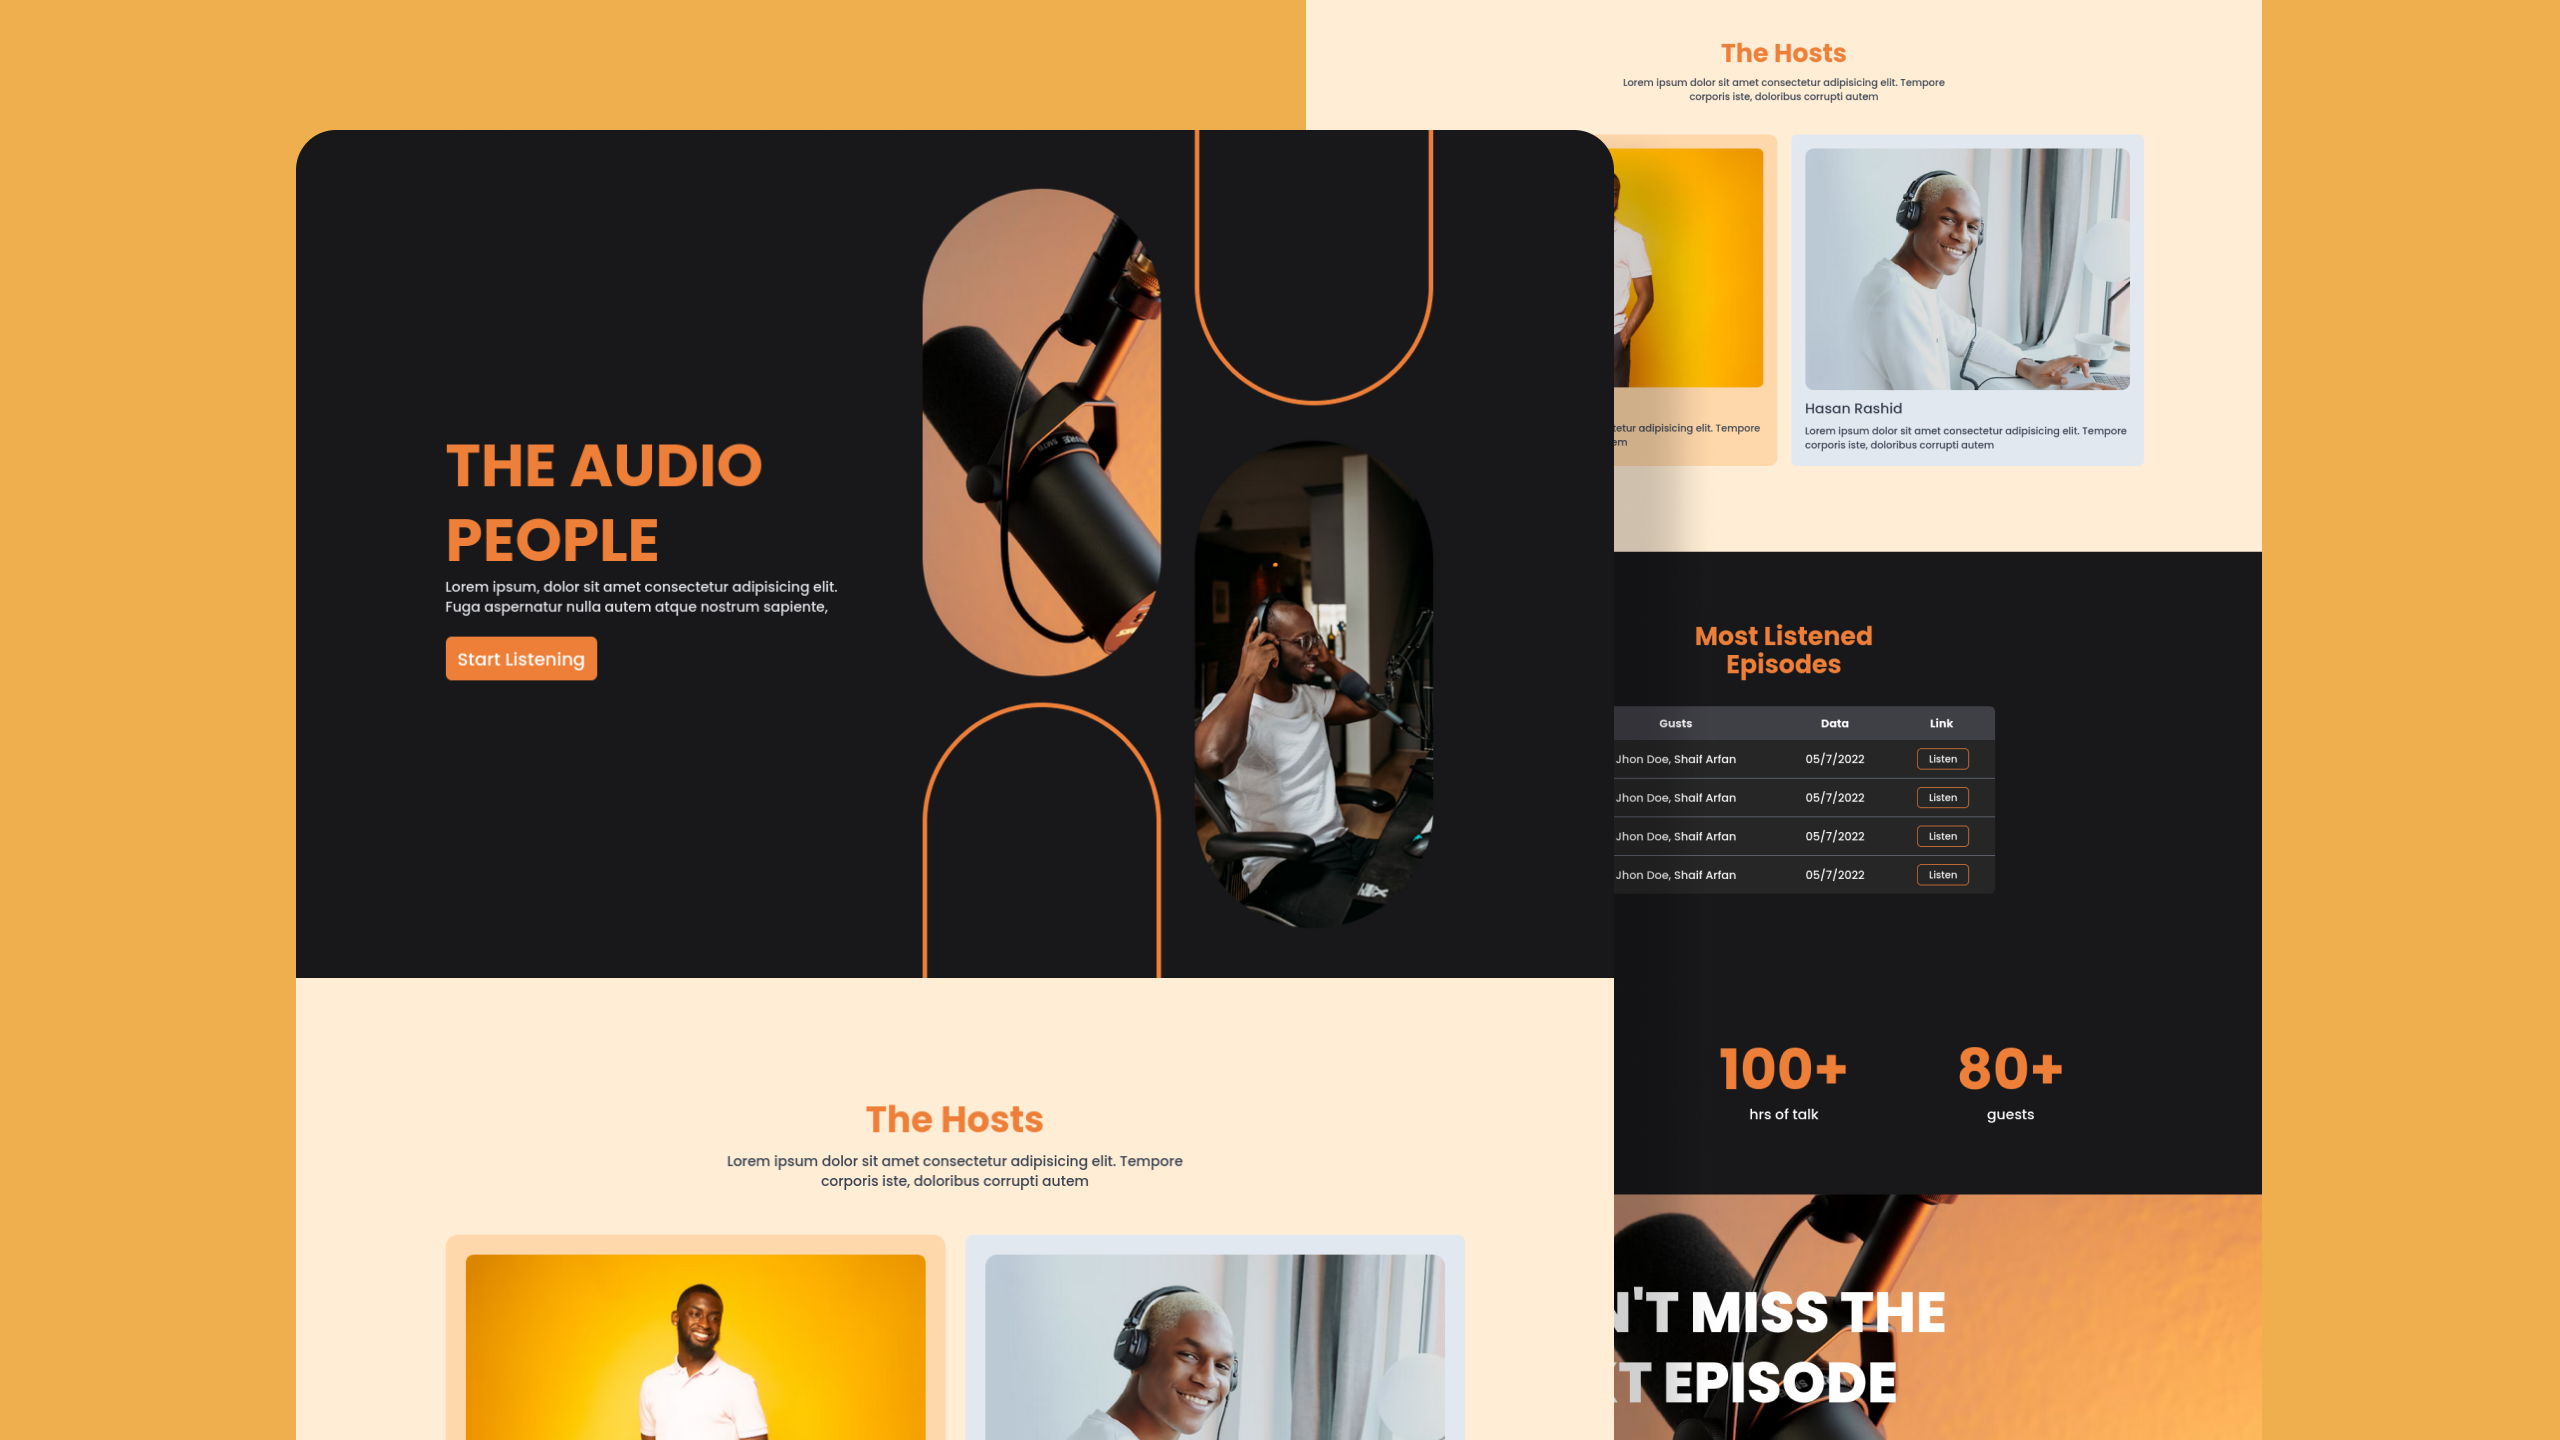 THE AUDIO
PEOPLE
Lorem ipsum, dolor sit amet consectetur adipisicing elit.
Fuga aspernatur nulla autem atque nostrum sapiente,
Start Listening
The Hosts
Lorem ipsum dolor sit amet consectetur adipisicing elit. Tempore
corporis iste, doloribus corrupti autem
The Hosts
Lorem ipsum dolor sit amet consectetur adipisicing elit. Tempore
corporis iste, doloribus corrupti autem
adipisicing elit. Tempore
Hasan Rashid
Lorem ipsum dolor sit amet consectetur adipisicing elit. Tempore
corporis iste, doloribus corrupti autem
Most Listened
Episodes
Gusts Data Link
Jhon Doe, Shaif Arfan 05/7/2022 Listen
Jhon Doe, Shaif Arfan 05/7/2022 Listen
Jhon Doe, Shaif Arfan 05/7/2022 Listen
Jhon Doe, Shaif Arfan 05/7/2022 Listen
100+ 80+
hrs of talk guests
N'T MISS THE
T EPISODE